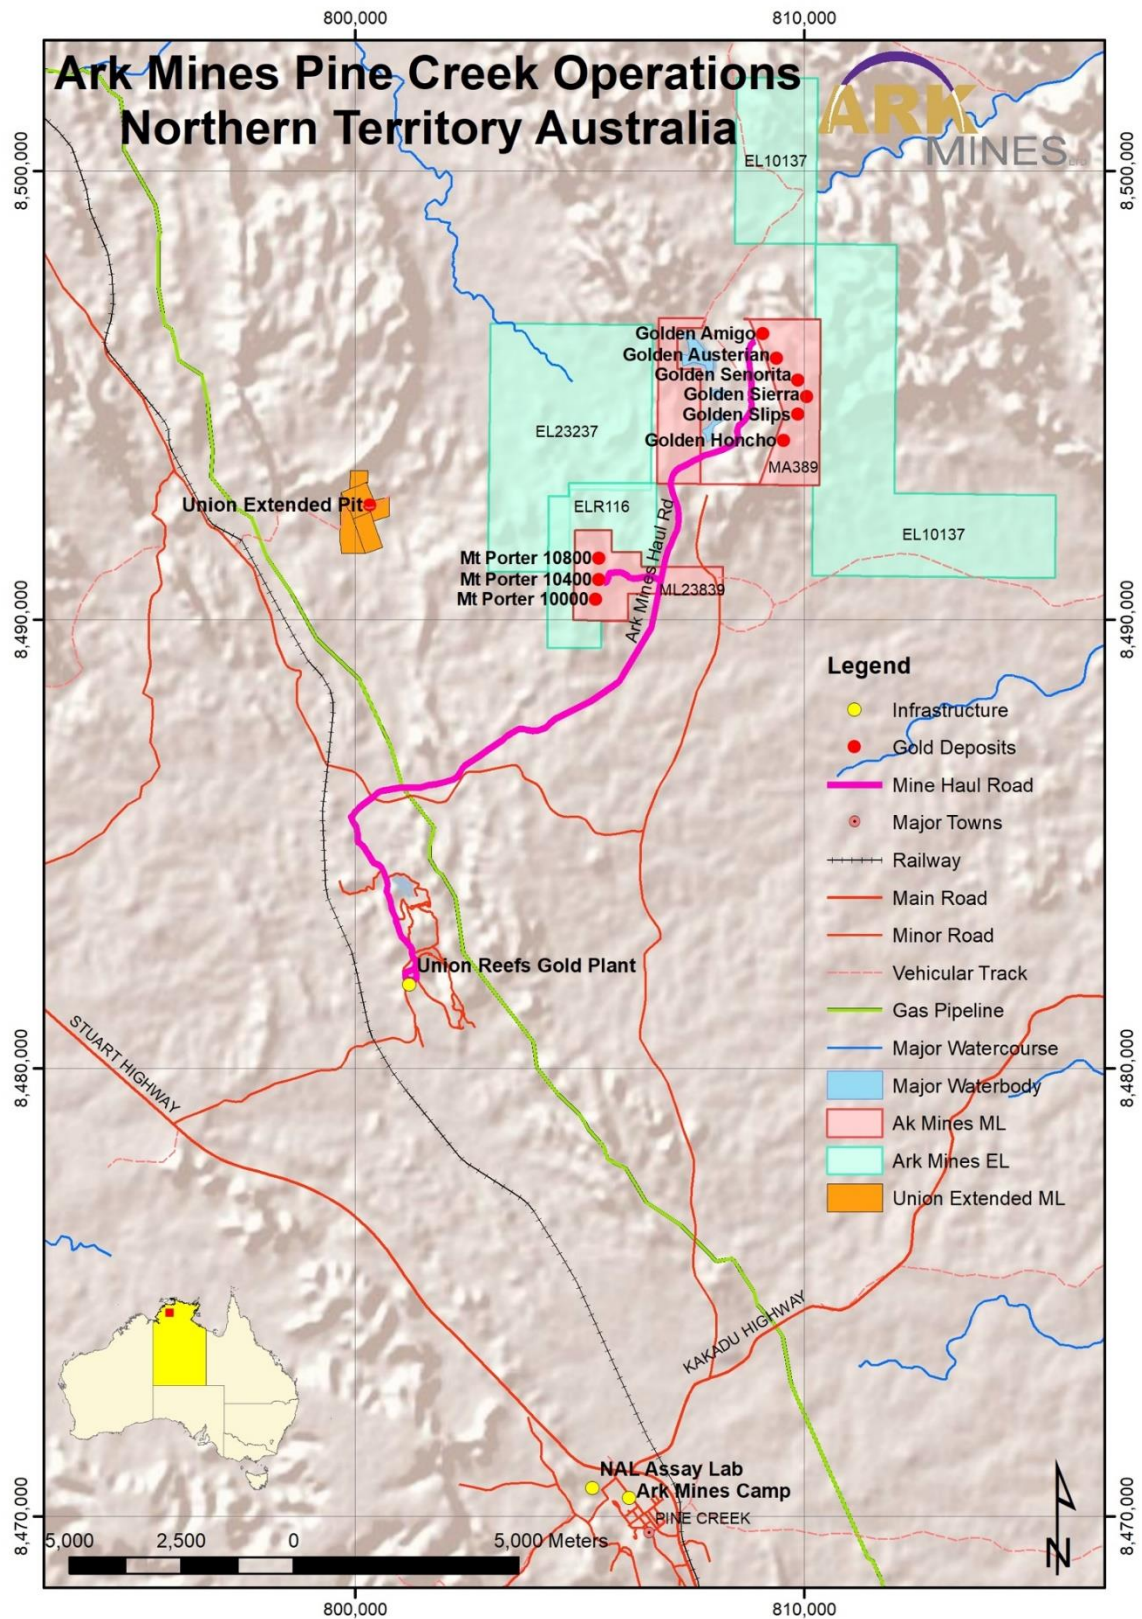 800,000
810,000
Ark Mines Pine Creek Operations
Northern Territory Australia
ARK
MINES
8,500,000
8,500,000
EL10137
Golden Amigo
Golden Austerian
Golden Senorita
Golden Sierra
Golden Slips
Golden Honcho
MA389
EL23237
Union Extended Pit
ELR116
EL10137
Mt Porter 10800
Mt Porter 10400
Mt Porter 10000
ML23839
Ark Mines Haul Rd
8,490,000
8,490,000
Legend
Infrastructure
Gold Deposits
Mine Haul Road
Major Towns
Railway
Main Road
Minor Road
Vehicular Track
Gas Pipeline
Major Watercourse
Major Waterbody
Ak Mines ML
Ark Mines EL
Union Extended ML
Union Reefs Gold Plant
STUART HIGHWAY
8,480,000
8,480,000
KAKADU HIGHWAY
NAL Assay Lab
Ark Mines Camp
PINE CREEK
8,470,000
8,470,000
5,000 2,500 0 5,000 Meters
N
800,000
810,000